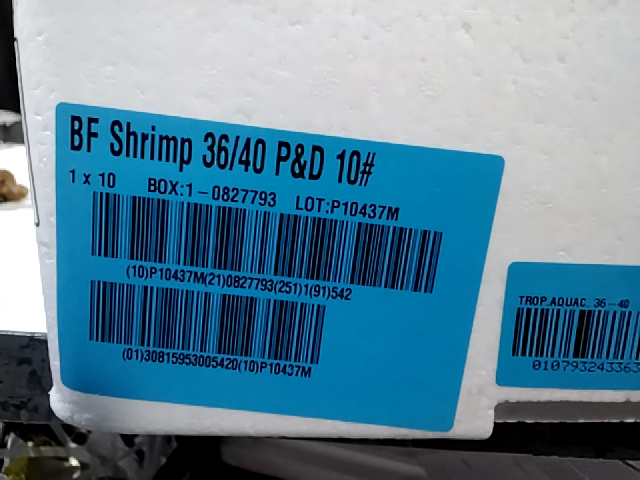 BF Shrimp 36/40 P&D 10#
1 x 10 BOX:1-0827793 LOT:P10437M
(10)P10437M(21)0827793(251)1(91)542
(01)30815953005420(10)P10437M
TROP.AQUAC. 36-40
010793243363